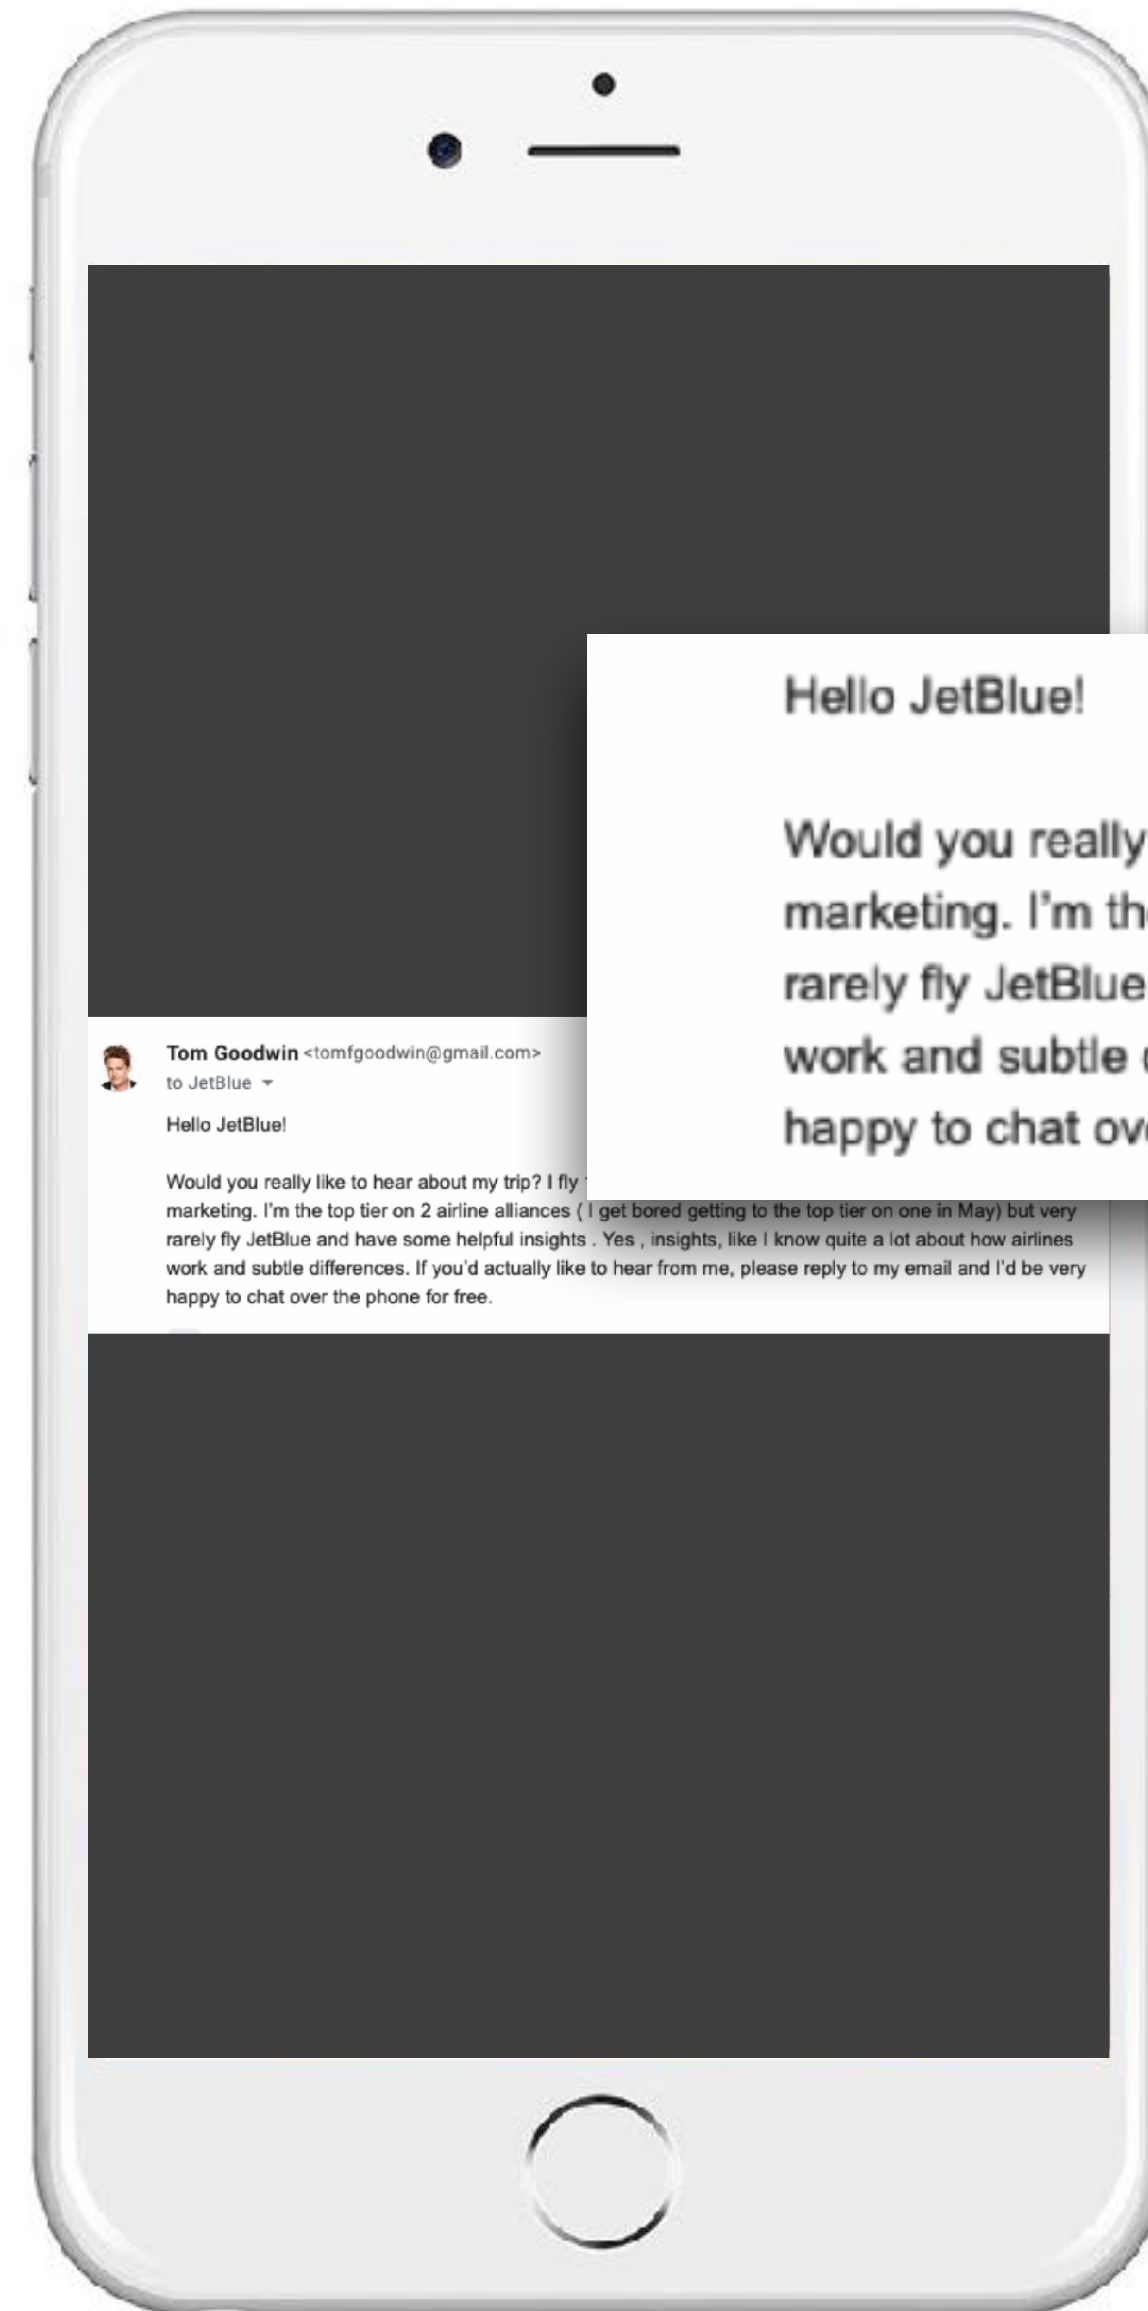 Hello JetBlue!
Would you really
marketing. I'm the
rarely fly JetBlue
work and subtle
happy to chat
Tom Goodwin <tomfgoodwin@gmail.com>
to JetBlue
Hello JetBlue!
Would you really like to hear about my trip? I fly
marketing. I'm the top tier on 2 airline alliances ( I get bored getting to the top tier on one in May) but very
rarely fly JetBlue and have some helpful insights . Yes , insights, like I know quite a lot about how airlines
work and subtle differences. If you'd actually like to hear from me, please reply to my email and I'd be very
happy to chat over the phone for free.